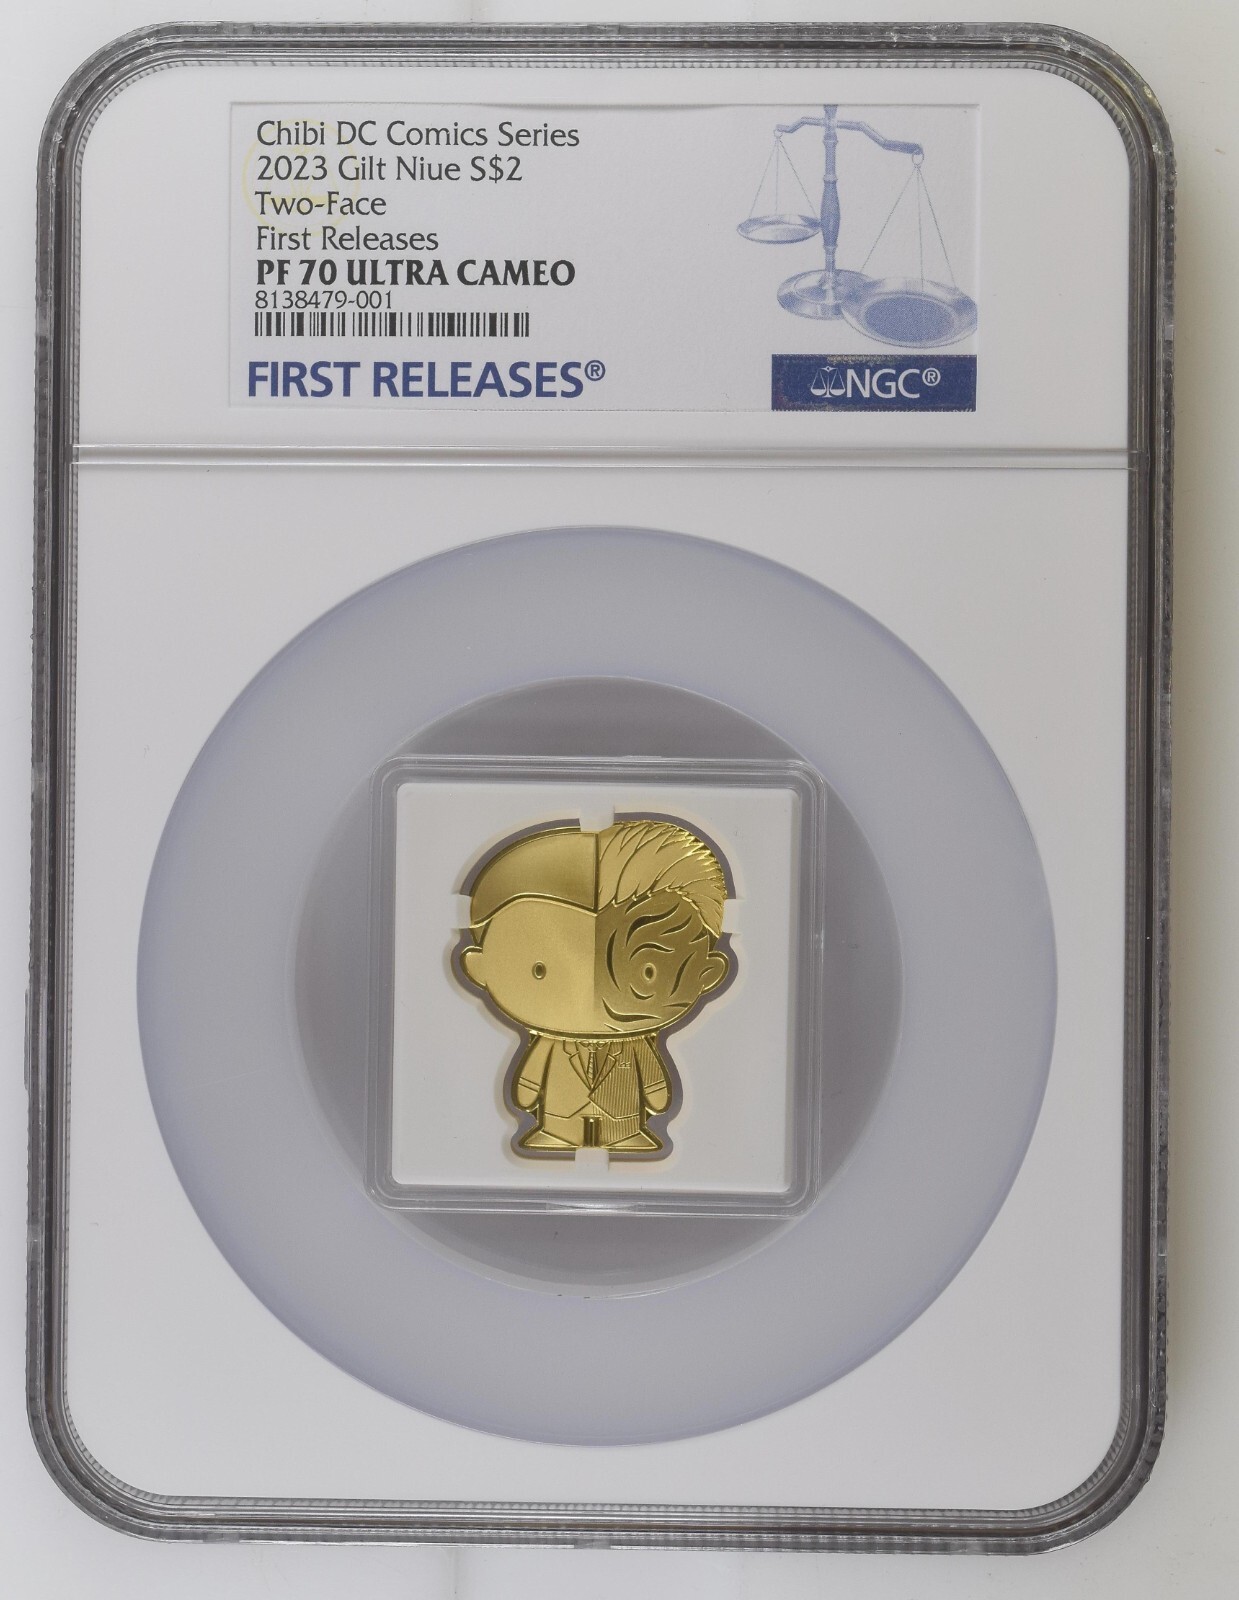 Chibi DC Comics Series
2023 Gilt Niue S$2
Two-Face
First Releases
PF 70 ULTRA CAMEO
8138479-001
FIRST RELEASES®
NGC®